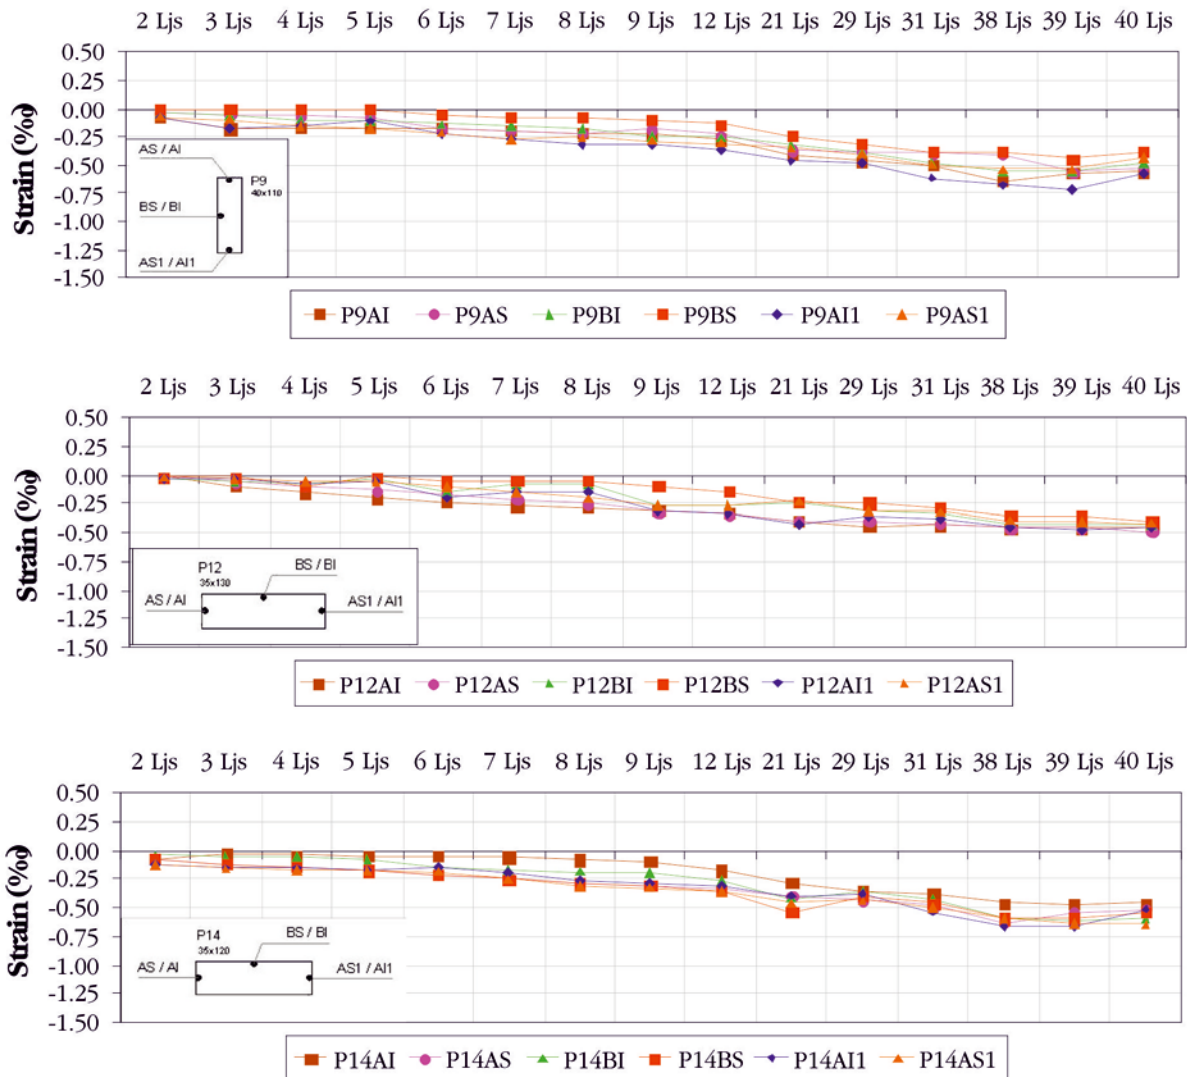 2 Ljs 3 Ljs 4 Ljs 5 Ljs 6 Ljs 7 Ljs 8 Ljs 9 Ljs 12 Ljs 21 Ljs 29 Ljs 31 Ljs 38 Ljs 39 Ljs 40 Ljs
Strain (‰)
0.50
0.25
0.00
-0.25
-0.50
-0.75
-1.00
-1.25
-1.50
AS / AI
P9
40x110
BS / BI
AS1 / AI1
P9AI P9AS P9BI P9BS P9AI1 P9AS1
2 Ljs 3 Ljs 4 Ljs 5 Ljs 6 Ljs 7 Ljs 8 Ljs 9 Ljs 12 Ljs 21 Ljs 29 Ljs 31 Ljs 38 Ljs 39 Ljs 40 Ljs
Strain (‰)
0.50
0.25
0.00
-0.25
-0.50
-0.75
-1.00
-1.25
-1.50
P12
35x130
BS / BI
AS / AI
AS1 / AI1
P12AI P12AS P12BI P12BS P12AI1 P12AS1
2 Ljs 3 Ljs 4 Ljs 5 Ljs 6 Ljs 7 Ljs 8 Ljs 9 Ljs 12 Ljs 21 Ljs 29 Ljs 31 Ljs 38 Ljs 39 Ljs 40 Ljs
Strain (‰)
0.50
0.25
0.00
-0.25
-0.50
-0.75
-1.00
-1.25
-1.50
P14
35x120
BS / BI
AS / AI
AS1 / AI1
P14AI P14AS P14BI P14BS P14AI1 P14AS1